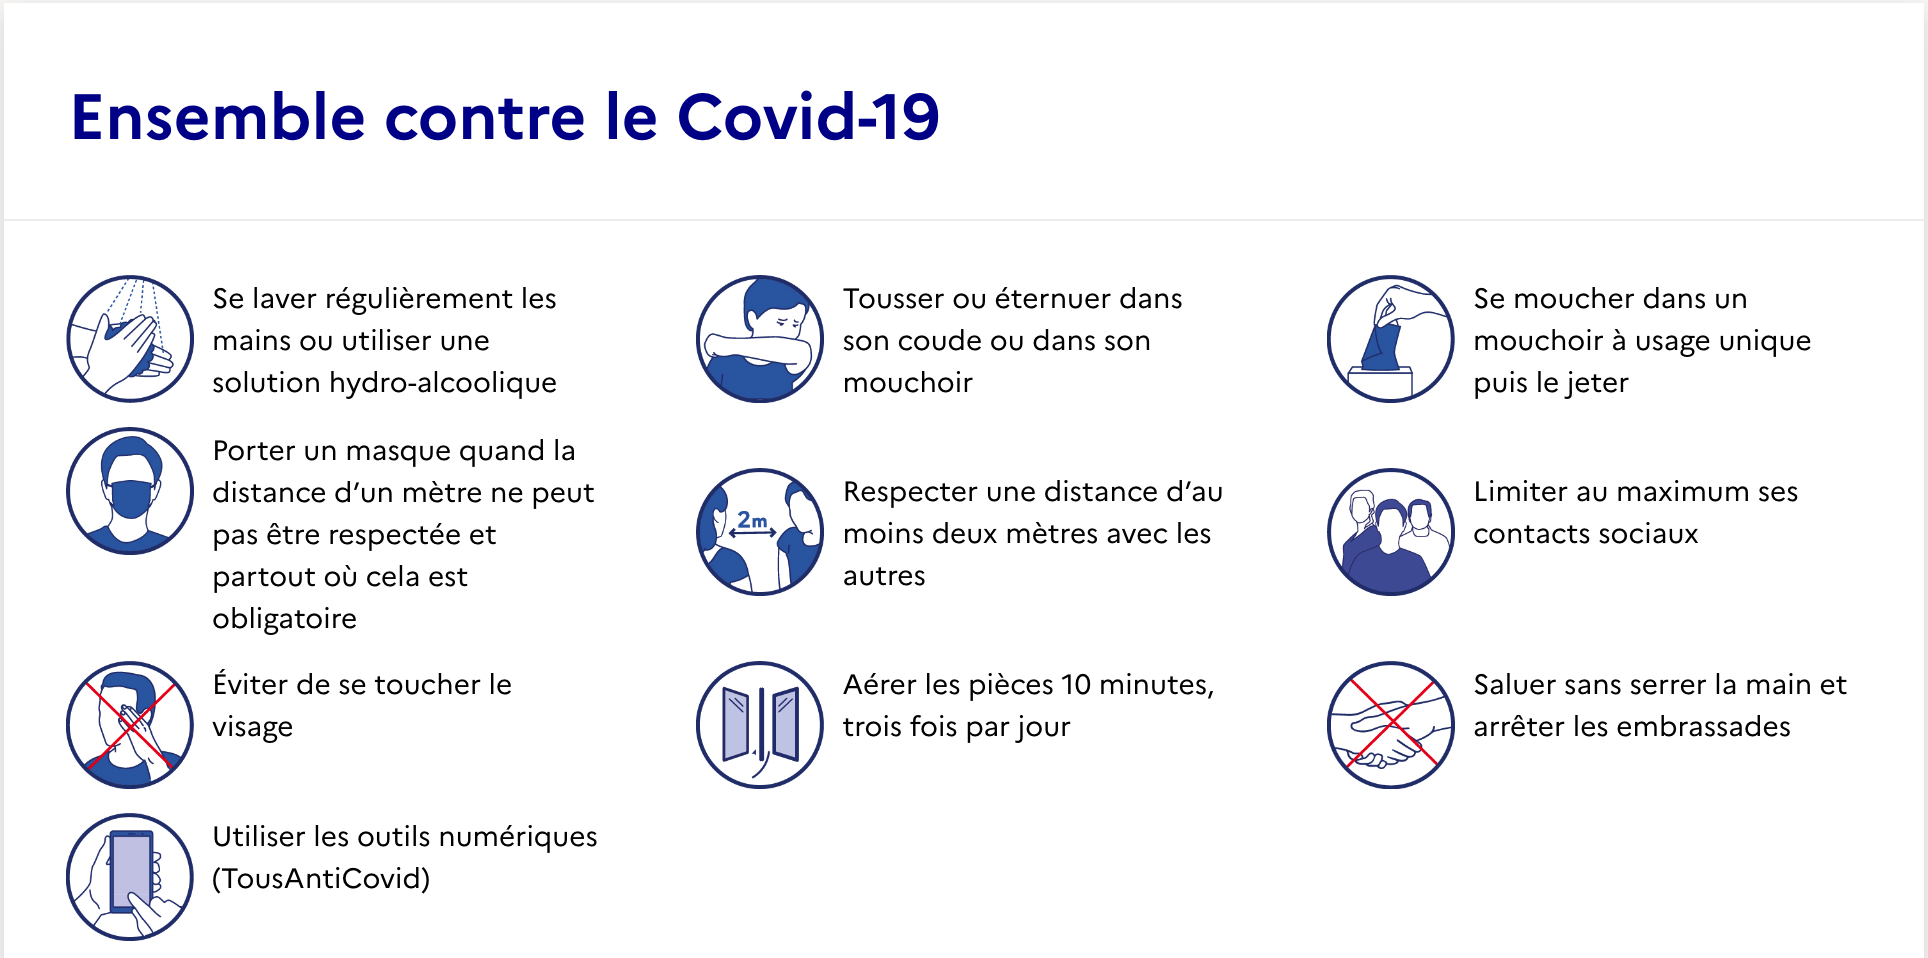 Ensemble contre le Covid-19
Se laver régulièrement les
mains ou utiliser une
solution hydro-alcoolique
Tousser ou éternuer dans
son coude ou dans son
mouchoir
Se moucher dans un
mouchoir à usage unique
puis le jeter
Porter un masque quand la
distance d’un mètre ne peut
pas être respectée et
partout où cela est
obligatoire
2m
Respecter une distance d’au
moins deux mètres avec les
autres
Limiter au maximum ses
contacts sociaux
Éviter de se toucher le
visage
Aérer les pièces 10 minutes,
trois fois par jour
Saluer sans serrer la main et
arrêter les embrassades
Utiliser les outils numériques
(TousAntiCovid)